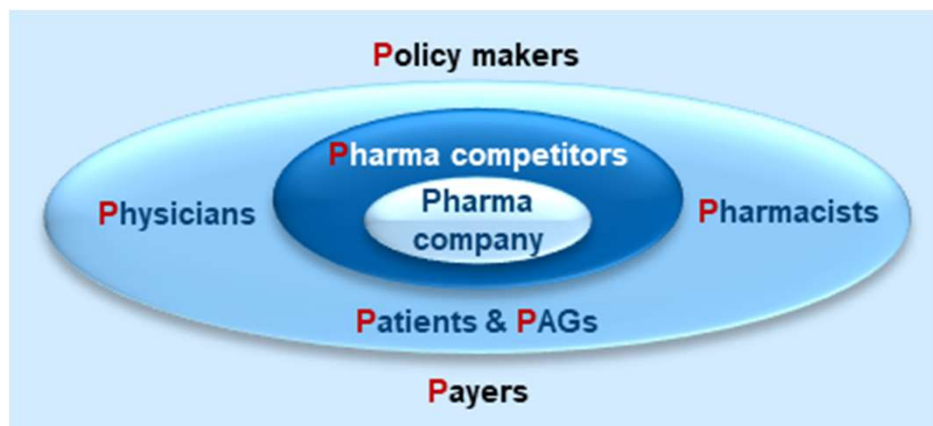 Policy makers
Pharma competitors
Physicians
Pharma
company
Pharmacists
Patients & PAGs
Payers